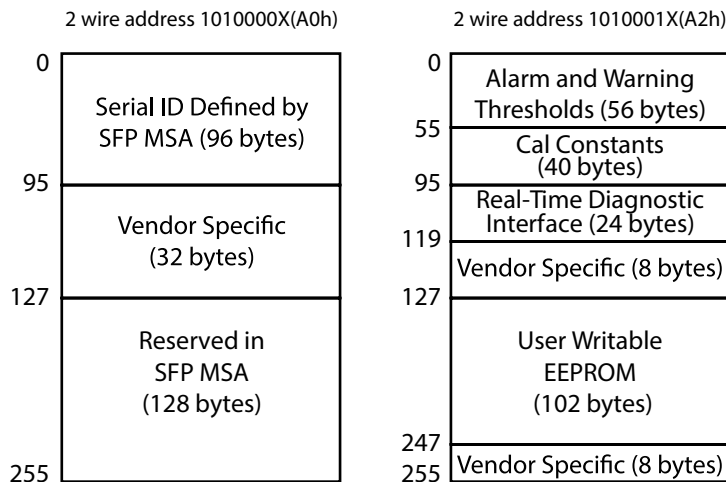 2 wire address 1010000X(A0h)
0
Serial ID Defined by
SFP MSA (96 bytes)
95
Vendor Specific
(32 bytes)
127
Reserved in
SFP MSA
(128 bytes)
255
2 wire address 1010001X(A2h)
0
Alarm and Warning
Thresholds (56 bytes)
55
Cal Constants
(40 bytes)
95
Real-Time Diagnostic
Interface (24 bytes)
119
Vendor Specific (8 bytes)
127
User Writable
EEPROM
(102 bytes)
247
Vendor Specific (8 bytes)
255